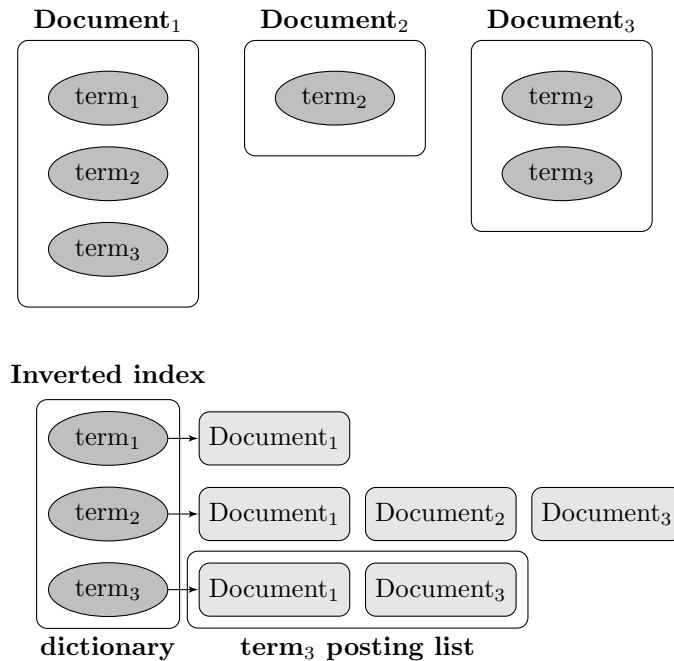 Document₁ Document₂ Document₃
term₁ term₂ term₂
term₂ term₃
term₃
Inverted index
term₁ Document₁
term₂ Document₁ Document₂ Document₃
term₃ Document₁ Document₃
dictionary term₃ posting list